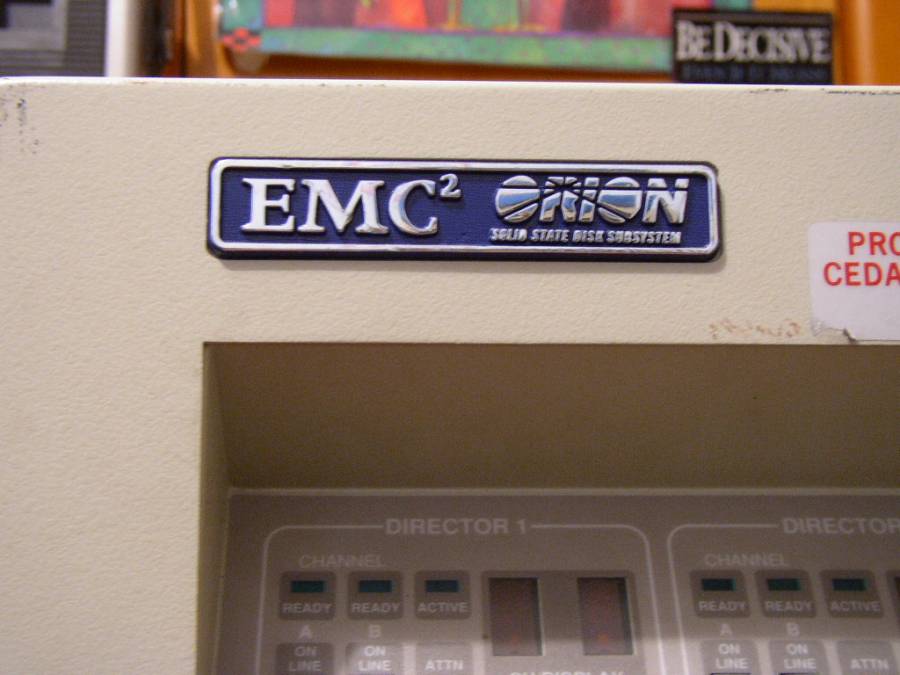 BE DECISIVE
EMC² ORION
SOLID STATE DISK SUBSYSTEM
PRO
CEDA
DIRECTOR 1
DIRECTOR
CHANNEL
CHANNEL
READY READY ACTIVE
READY READY ACTIVE
A B
A B
ON LINE ON LINE ATTN
ON LINE ON LINE ATTN
DISPLAY